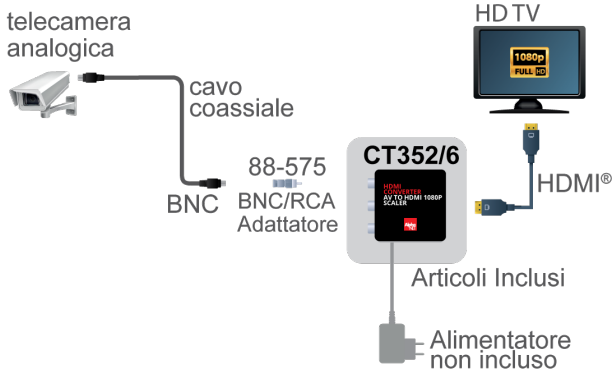 telecamera
analogica
HD TV
1080p
FULL HD
cavo
coassiale
CT352/6
88-575
HDMI
CONVERTER
AV TO HDMI 1080P
SCALER
HDMI®
BNC
BNC/RCA
Adattatore
Articoli Inclusi
Alimentatore
non incluso